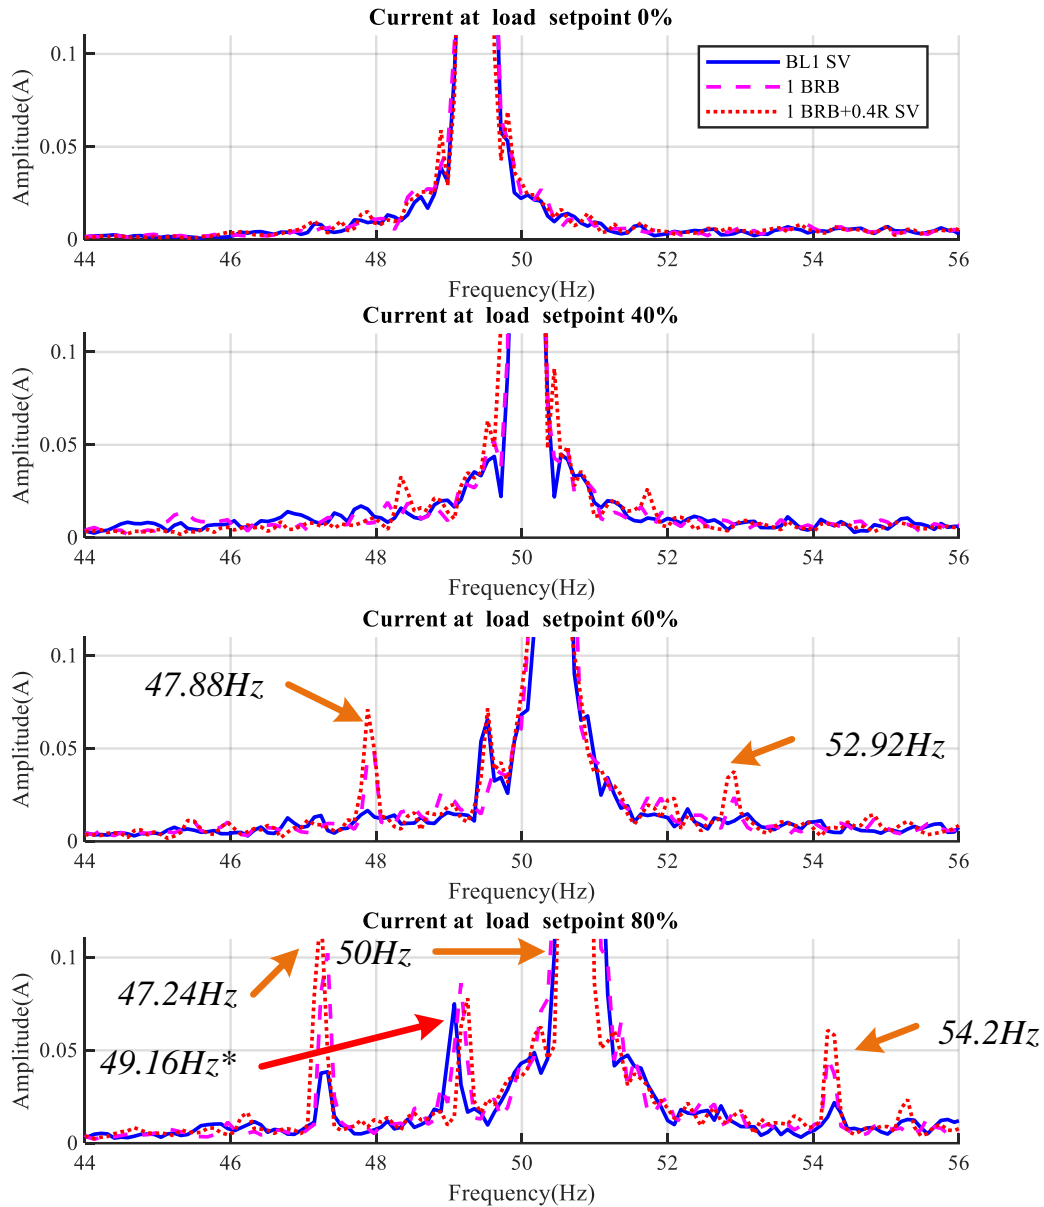 Current at load setpoint 0%
BL1 SV
1 BRB
1 BRB+0.4R SV
Amplitude(A)
0.1
0.05
0
44 46 48 50 52 54 56
Frequency(Hz)
Current at load setpoint 40%
Amplitude(A)
0.1
0.05
0
44 46 48 50 52 54 56
Frequency(Hz)
Current at load setpoint 60%
Amplitude(A)
0.1
47.88Hz
52.92Hz
0.05
0
44 46 48 50 52 54 56
Frequency(Hz)
Current at load setpoint 80%
Amplitude(A)
0.1
50Hz
47.24Hz
54.2Hz
0.05
49.16Hz*
0
44 46 48 50 52 54 56
Frequency(Hz)